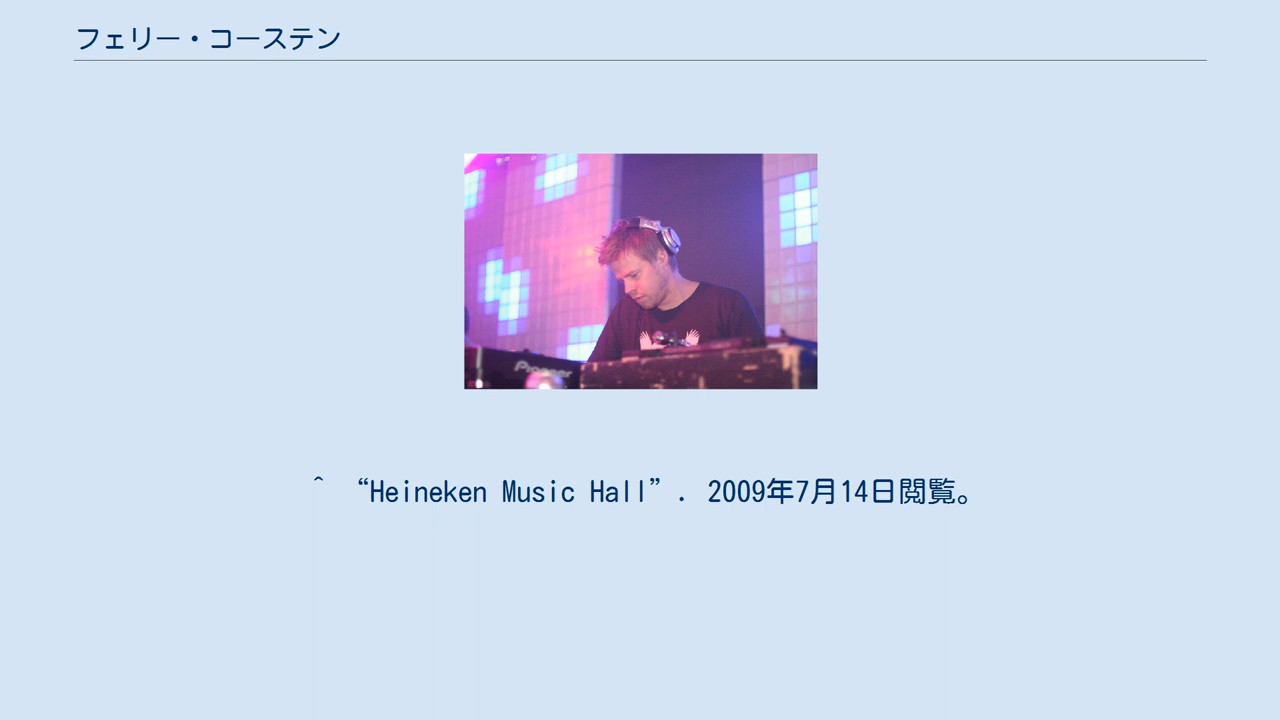 フェリー・コーステン
Pioneer
^ “Heineken Music Hall”. 2009年7月14日閲覧。